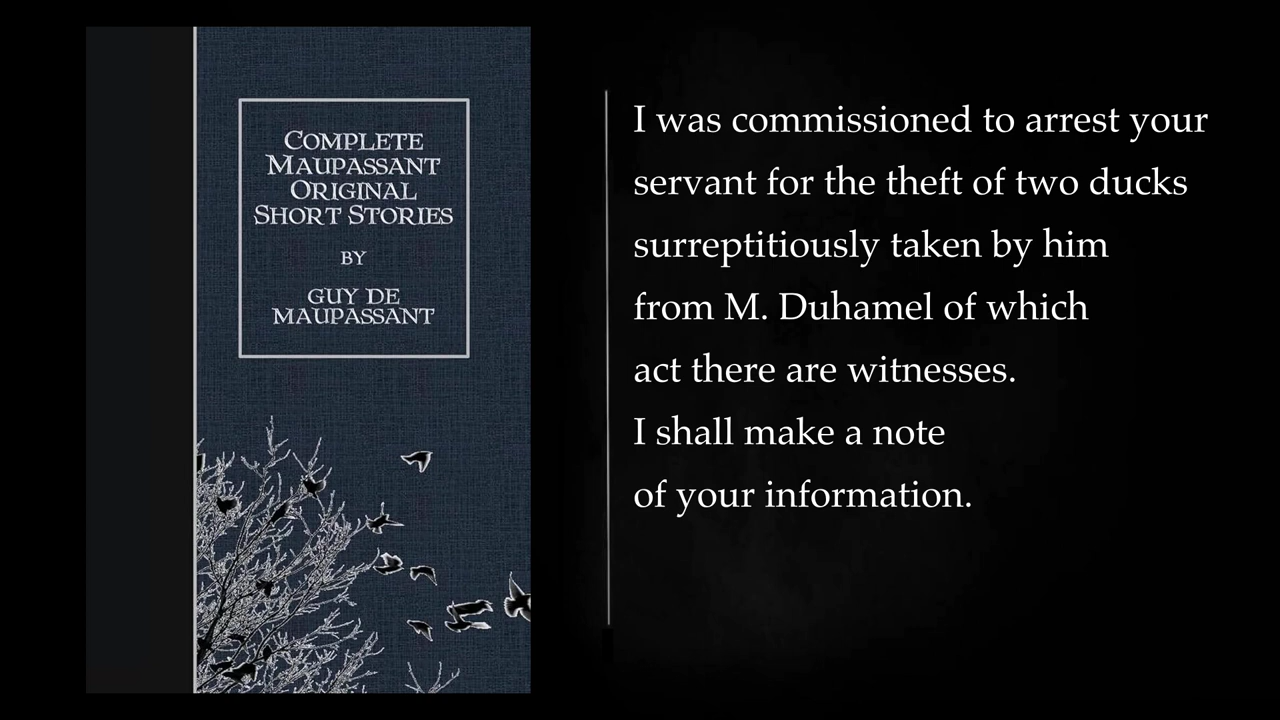 COMPLETE
MAUPASSANT
ORIGINAL
SHORT STORIES
BY
GUY DE
MAUPASSANT
I was commissioned to arrest your
servant for the theft of two ducks
surreptitiously taken by him
from M. Duhamel of which
act there are witnesses.
I shall make a note
of your information.